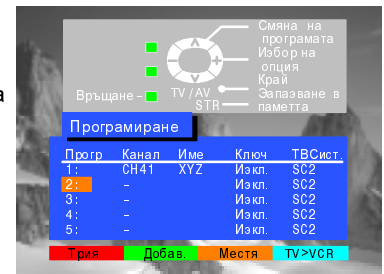 Смяна на
програмата
Избор на
опция
Край
Връщане – TV / AV Запазване в
STR паметта
а
Програмиране
Прогр Канал Име Ключ ТВСист.
1: CH41 XYZ Изкл. SC2
2: – Изкл. SC2
3: – Изкл. SC2
4: – Изкл. SC2
5: – Изкл. SC2
Трия Добав. Местя TV>VCR